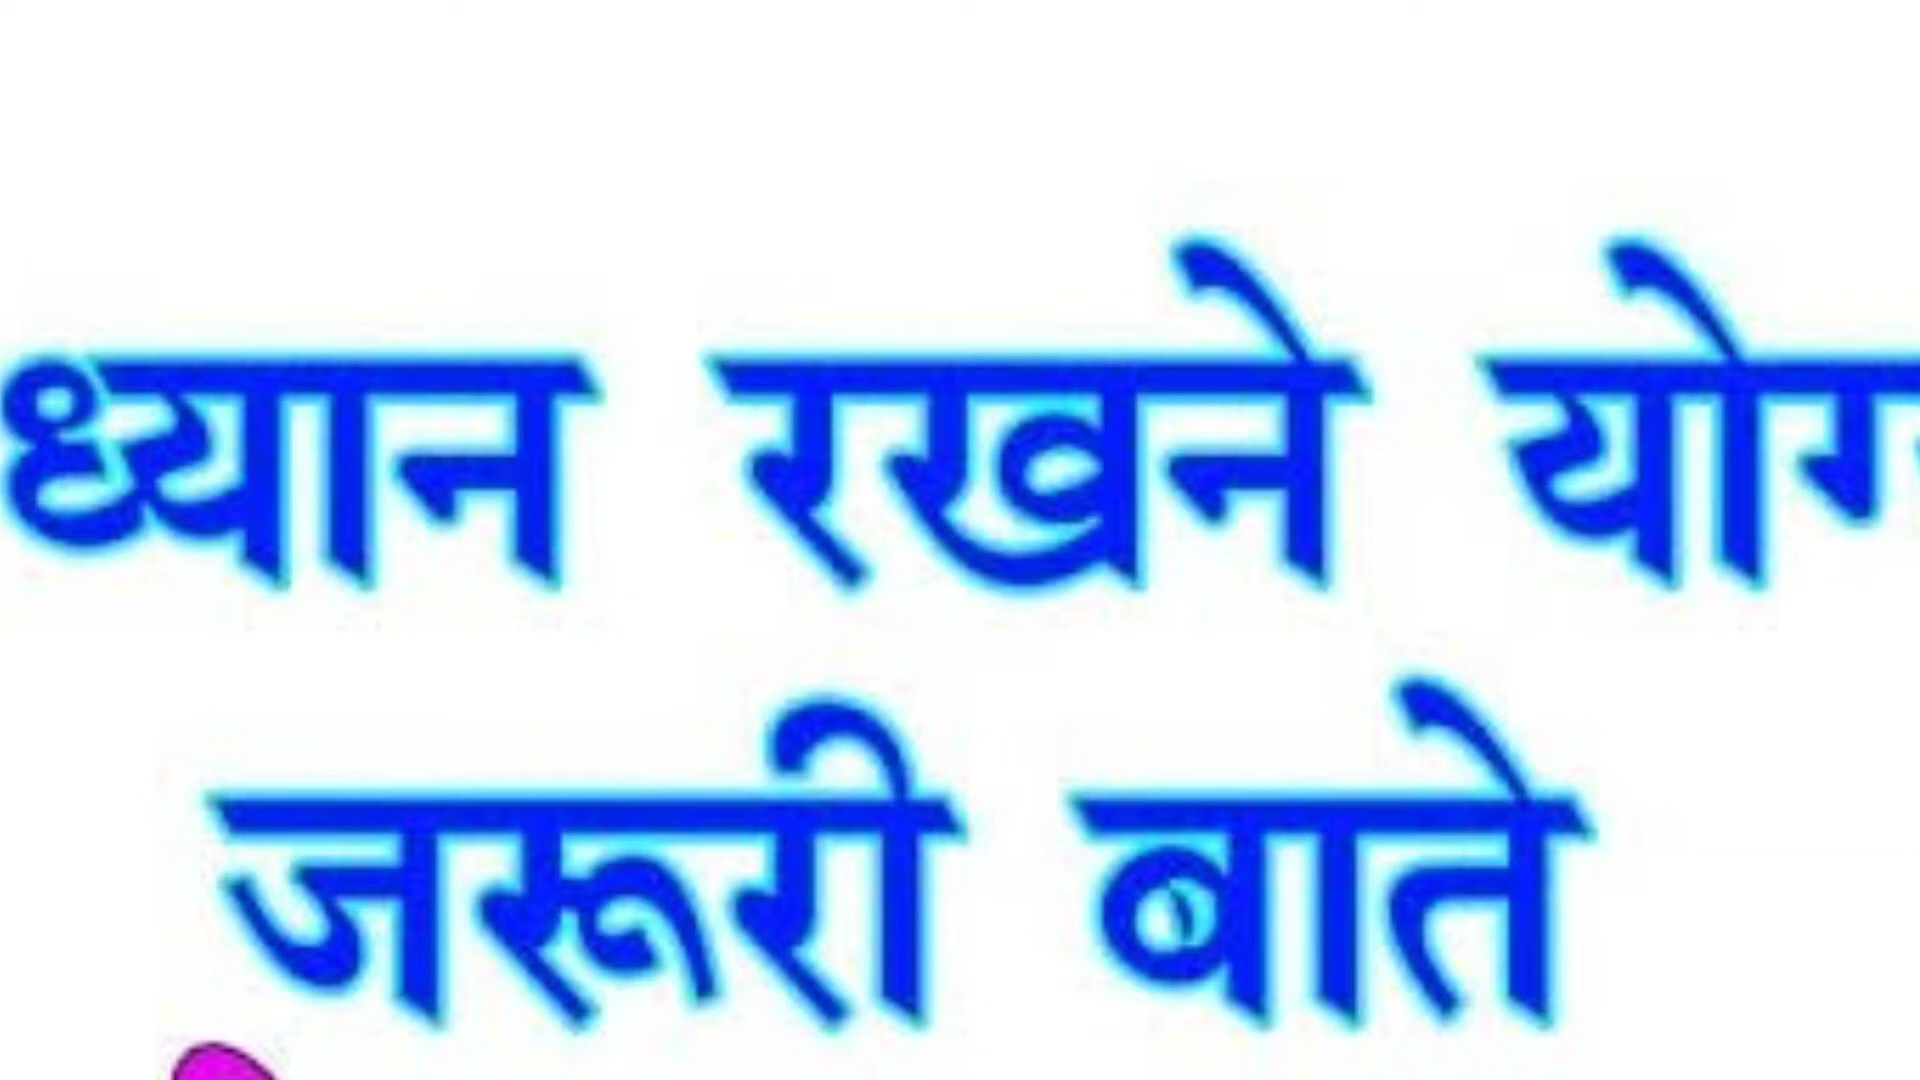 ध्यान रखने योग्
जरूरी बाते